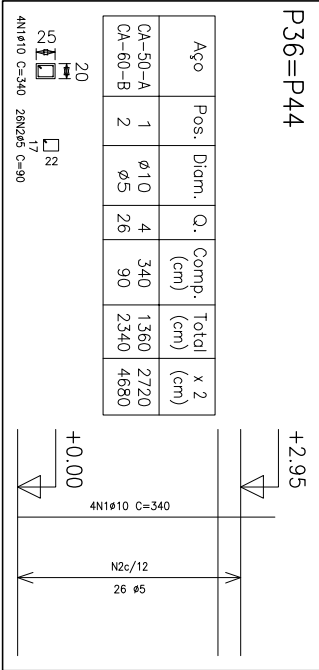 P36=P44
Aço Pos. Diam. Q. Comp. (cm) Total (cm) x 2 (cm)
CA-50-A 1 ø10 4 340 1360 2720
CA-60-B 2 ø5 26 90 2340 4680
20
25
4N1ø10 C=340
22
17
26N2ø5 C=90
+2.95
+0.00
4N1ø10 C=340
N2c/12
26 ø5